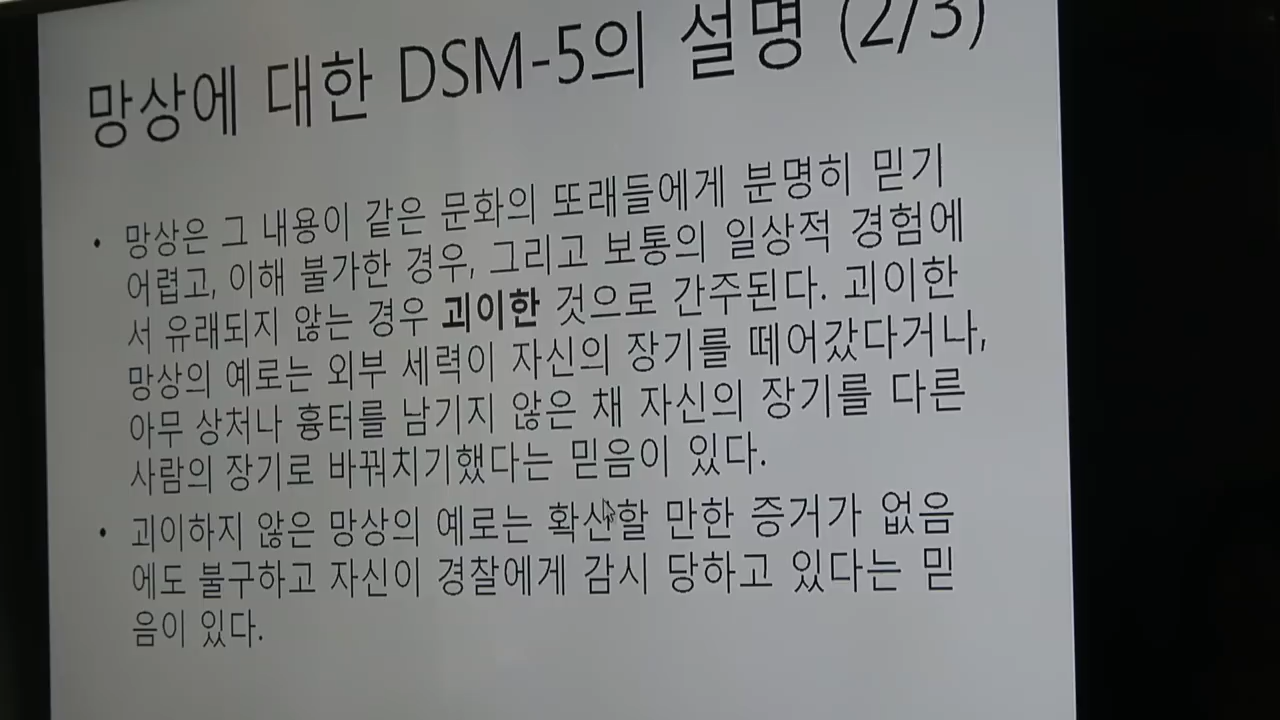 망상에 대한 DSM-5의 설명 (2/3)
• 망상은 그 내용이 같은 문화의 또래들에게 분명히 믿기
어렵고, 이해 불가한 경우, 그리고 보통의 일상적 경험에
서 유래되지 않는 경우 괴이한 것으로 간주된다. 괴이한
망상의 예로는 외부 세력이 자신의 장기를 떼어갔다거나,
아무 상처나 흉터를 남기지 않은 채 자신의 장기를 다른
사람의 장기로 바꿔치기했다는 믿음이 있다.
• 괴이하지 않은 망상의 예로는 확신할 만한 증거가 없음
에도 불구하고 자신이 경찰에게 감시 당하고 있다는 믿
음이 있다.